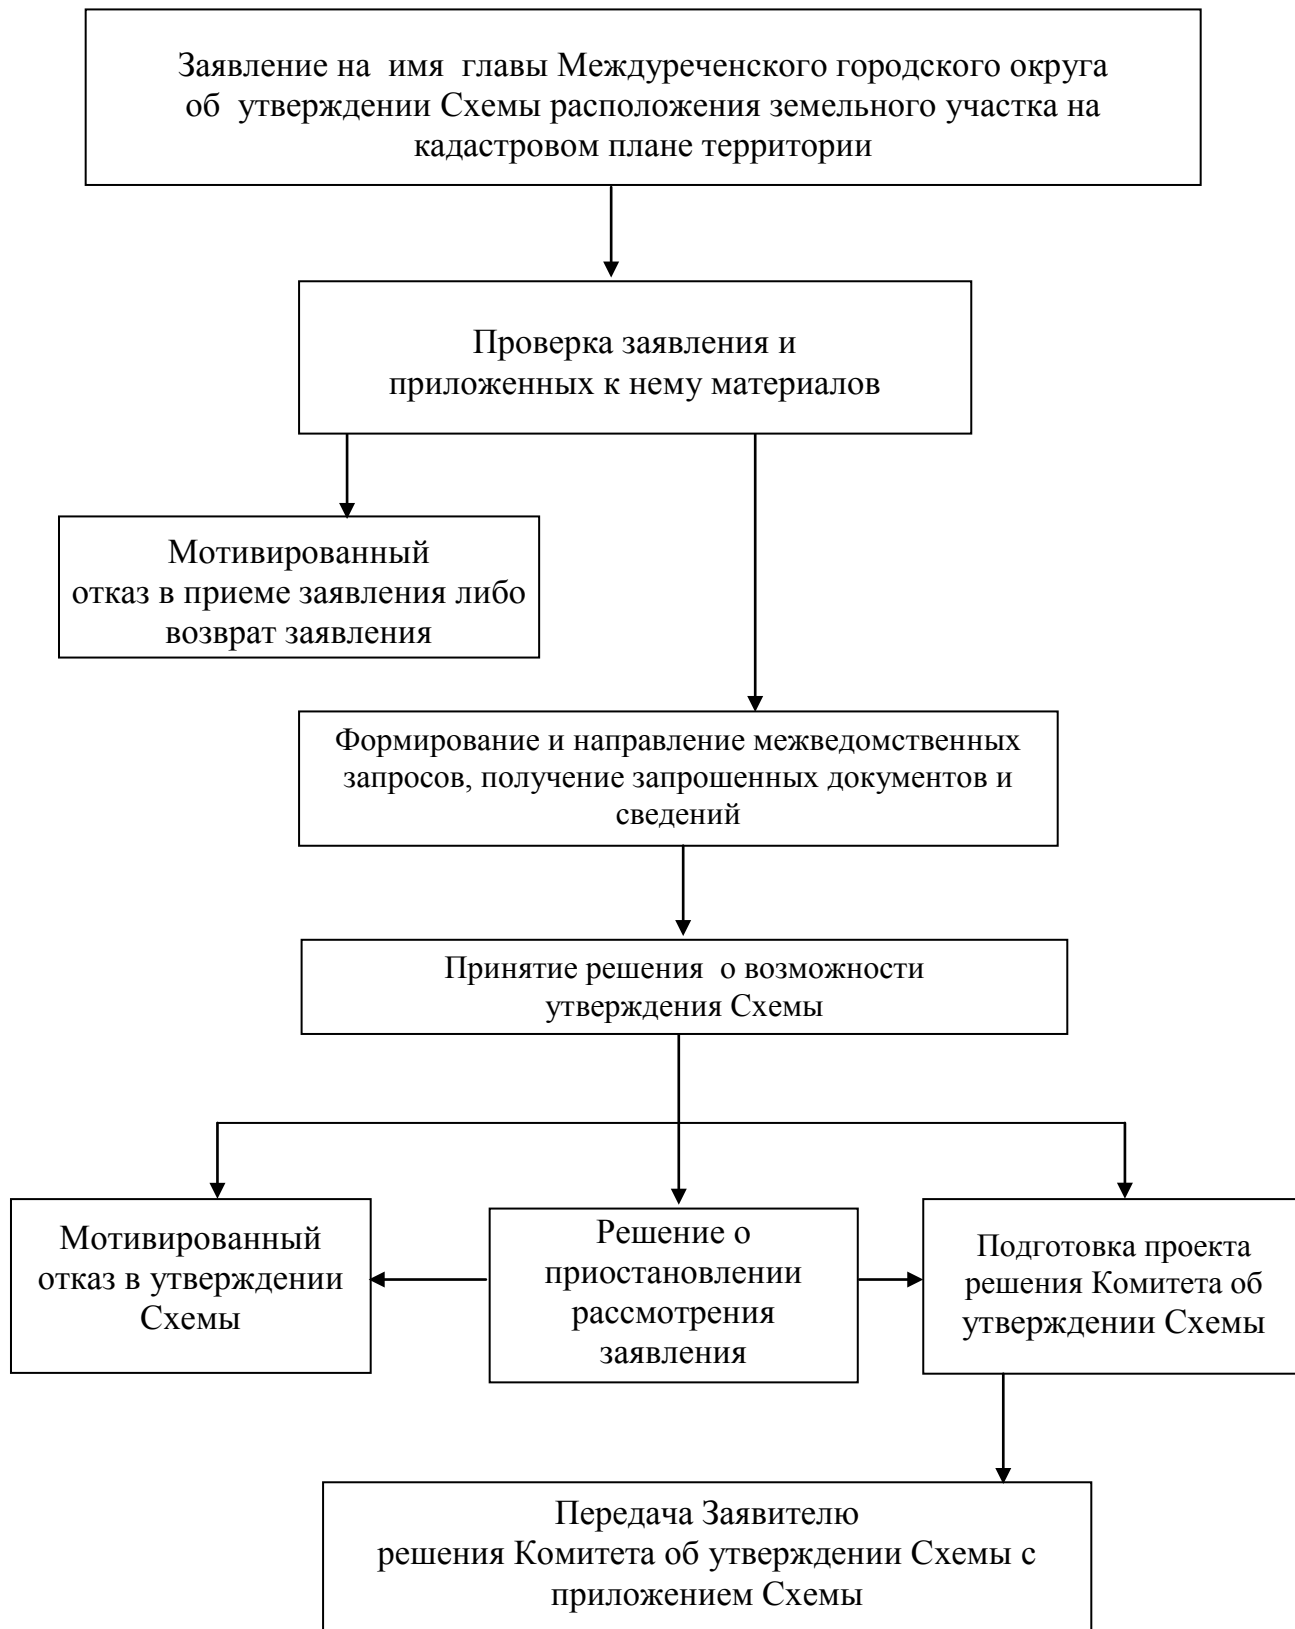 Заявление на имя главы Междуреченского городского округа
об утверждении Схемы расположения земельного участка на
кадастровом плане территории
Проверка заявления и
приложенных к нему материалов
Мотивированный
отказ в приеме заявления либо
возврат заявления
Формирование и направление межведомственных
запросов, получение запрошенных документов и
сведений
Принятие решения о возможности
утверждения Схемы
Мотивированный
отказ в утверждении
Схемы
Решение о
приостановлении
рассмотрения
заявления
Подготовка проекта
решения Комитета об
утверждении Схемы
Передача Заявителю
решения Комитета об утверждении Схемы с
приложением Схемы